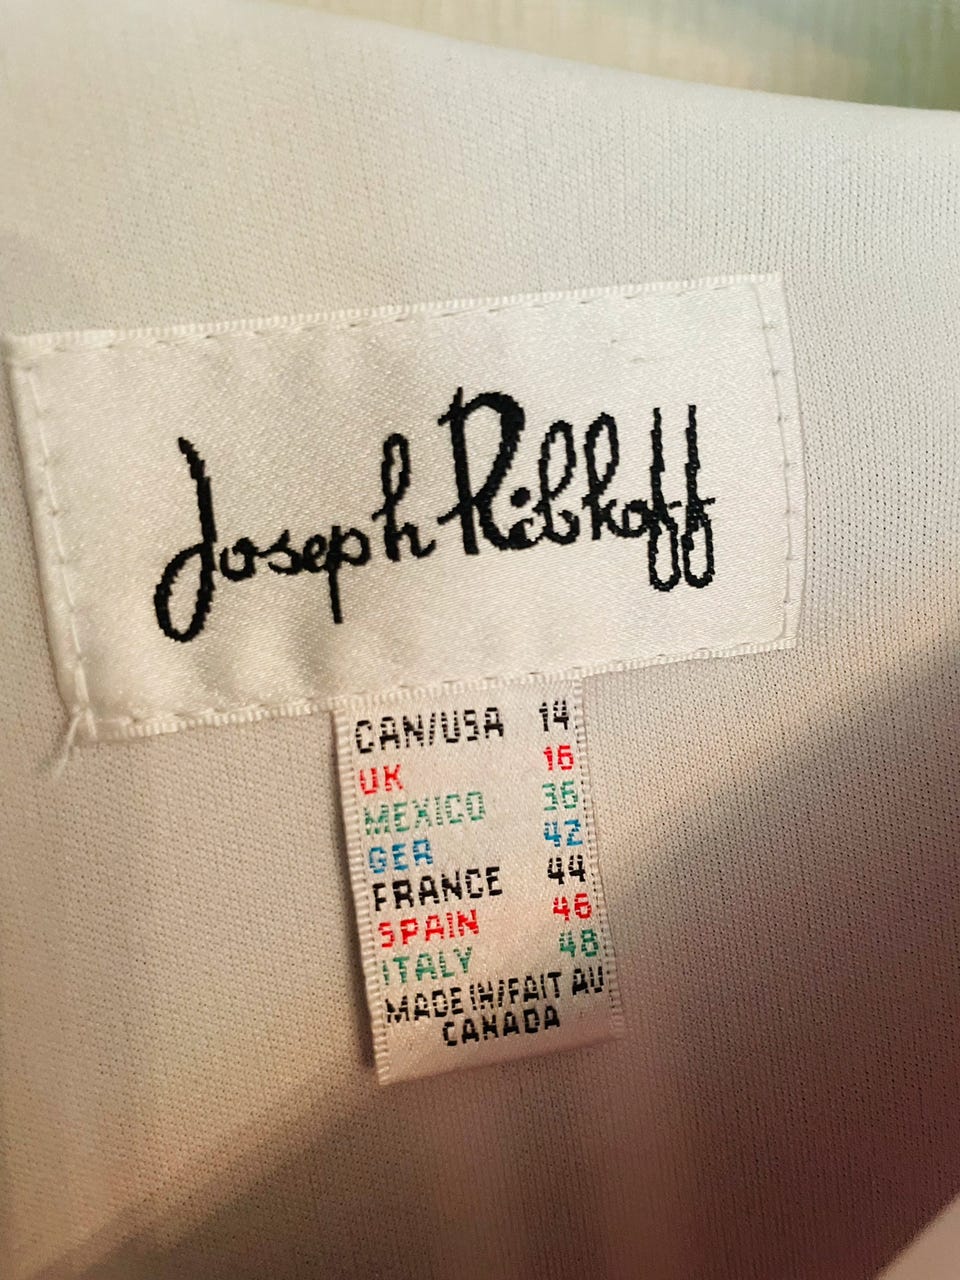 Joseph Ribkoff
CAN/USA 14
UK 16
MEXICO 36
GER 42
FRANCE 44
SPAIN 46
ITALY 48
MADE IN/FAIT AU
CANADA